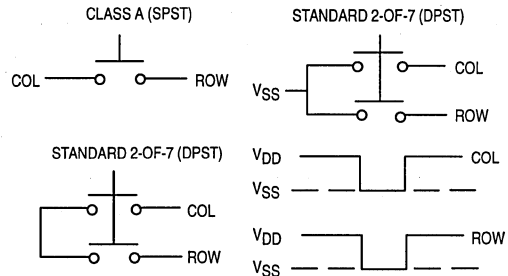 CLASS A (SPST)
COL
ROW
STANDARD 2-OF-7 (DPST)
COL
VSS
ROW
STANDARD 2-OF-7 (DPST)
COL
ROW
VDD
COL
VSS
VDD
ROW
VSS